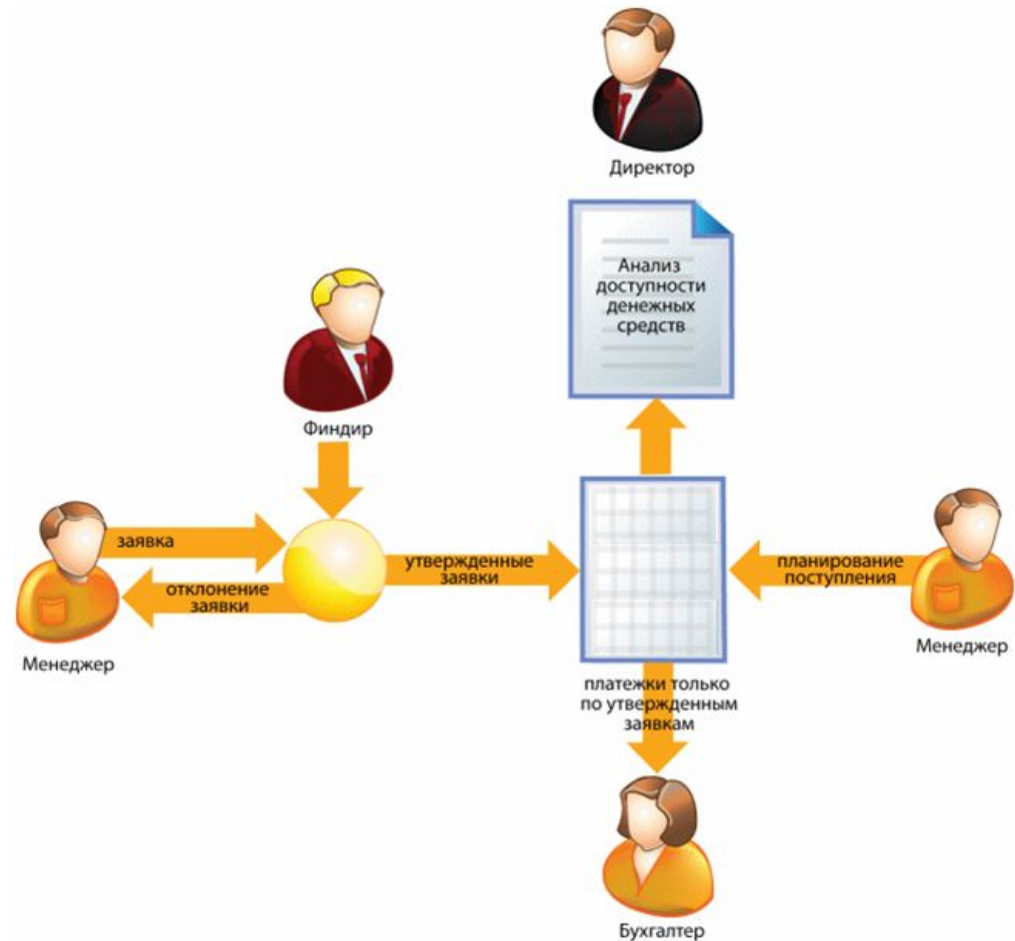 Директор
Анализ
доступности
денежных
средств
Финдир
заявка
отклонение
заявки
Менеджер
утвержденные
заявки
планирование
поступления
Менеджер
платежки только
по утвержденным
заявкам
Бухгалтер